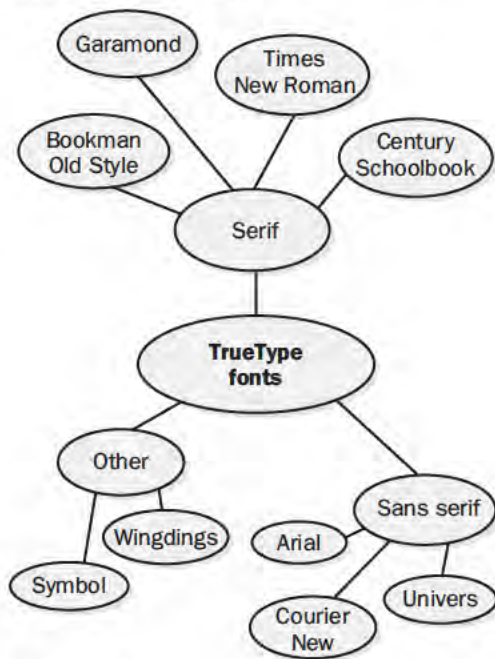 Garamond
Times
New Roman
Bookman
Old Style
Century
Schoolbook
Serif
TrueType
fonts
Other
Sans serif
Wingdings
Arial
Symbol
Courier
New
Univers